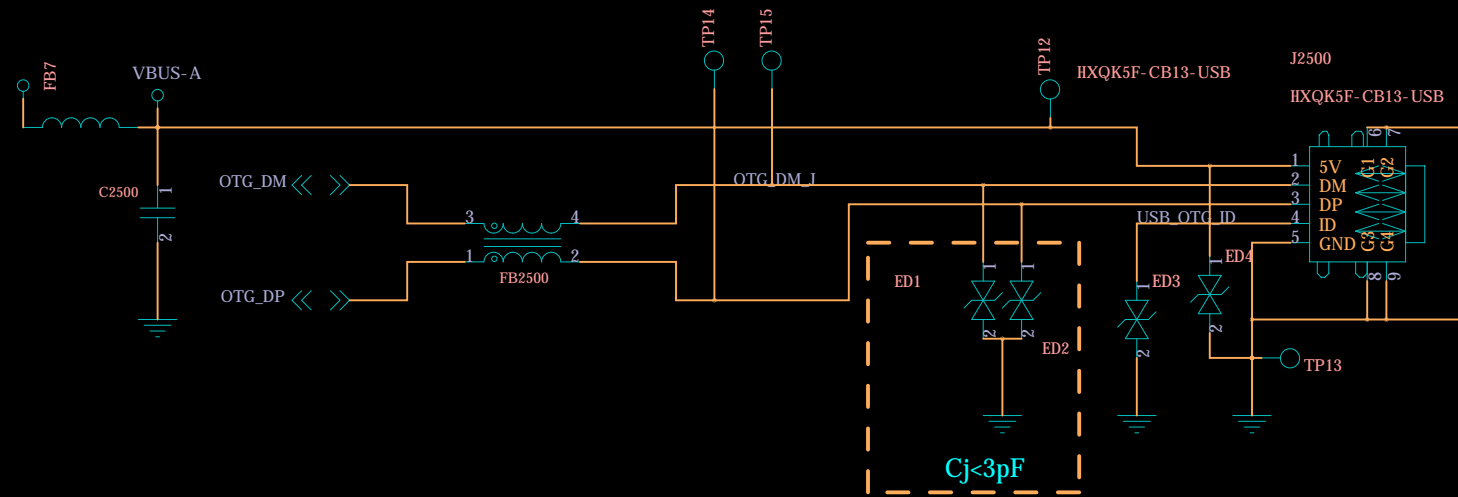 FB7
VBUS-A
TP14
TP15
TP12
HXQK5F-CB13-USB
J2500
HXQK5F-CB13-USB
6
7
G1
G2
1
5V
2
DM
3
DP
4
ID
5
GND
G3
G4
8
9
C2500
1
2
OTG_DM
OTG_DP
3
4
1
2
FB2500
OTG_DM_J
USB_OTG_ID
ED1
1
2
1
2
ED2
ED3
1
2
ED4
1
2
TP13
Cj<3pF